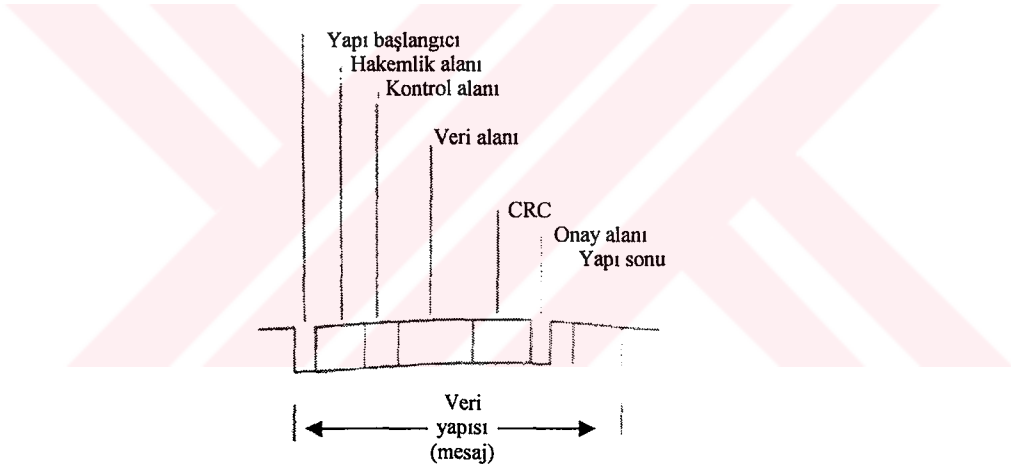 Yapı başlangıcı
Hakemlik alanı
Kontrol alanı
Veri alanı
CRC
Onay alanı
Yapı sonu
Veri
yapısı
(mesaj)